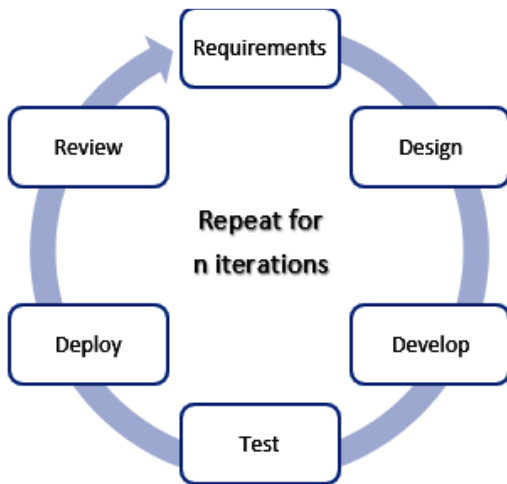 Requirements
Design
Develop
Test
Deploy
Review
Repeat for
n iterations